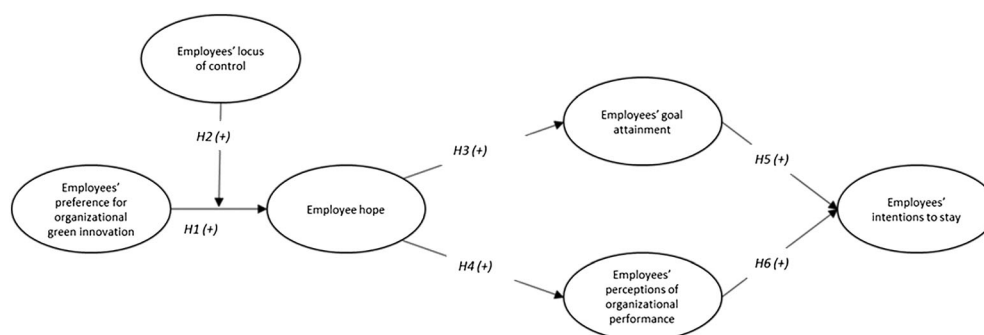 Employees' locus
of control
H2 (+)
Employees'
preference for
organizational
green innovation
H1 (+)
Employee hope
H3 (+)
H4 (+)
Employees' goal
attainment
Employees'
perceptions of
organizational
performance
H5 (+)
H6 (+)
Employees'
intentions to stay